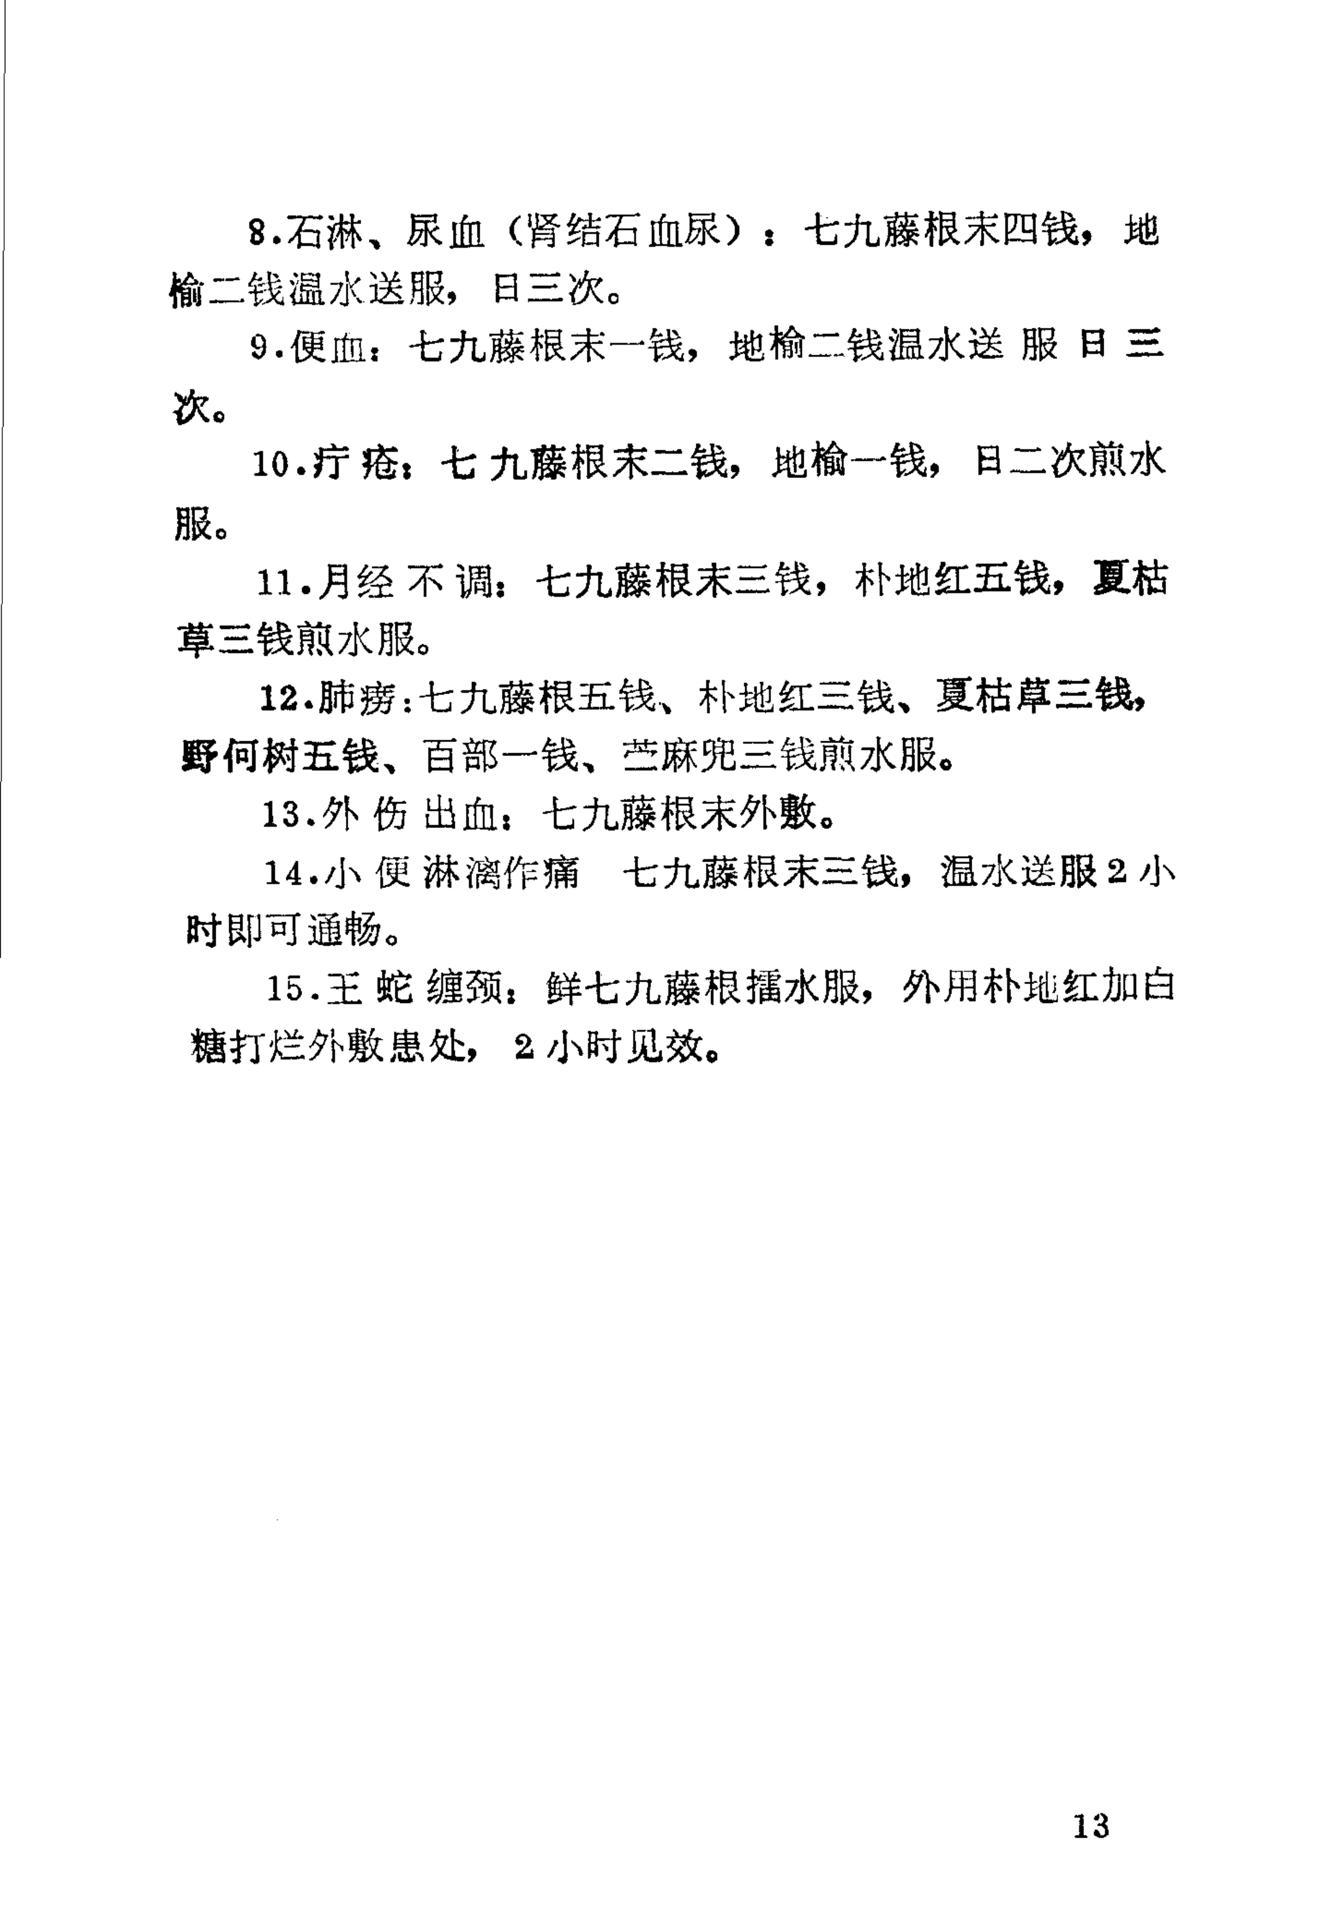 8.石淋、尿血（肾结石血尿）：七九藤根末四钱，地
榆二钱温水送服，日三次。
9.便血：七九藤根末一钱，地榆二钱温水送服日三
次。
10.疔疮：七九藤根末二钱，地榆一钱，日二次煎水
服。
11.月经不调：七九藤根末三钱，朴地红五钱，夏枯
草三钱煎水服。
12.肺痨：七九藤根五钱、朴地红三钱、夏枯草三钱，
野何树五钱、百部一钱、苎麻兜三钱煎水服。
13.外伤出血：七九藤根末外敷。
14.小便淋漓作痛 七九藤根末三钱，温水送服2小
时即可通畅。
15.王蛇缠颈：鲜七九藤根擂水服，外用朴地红加白
糖打烂外敷患处，2小时见效。
13